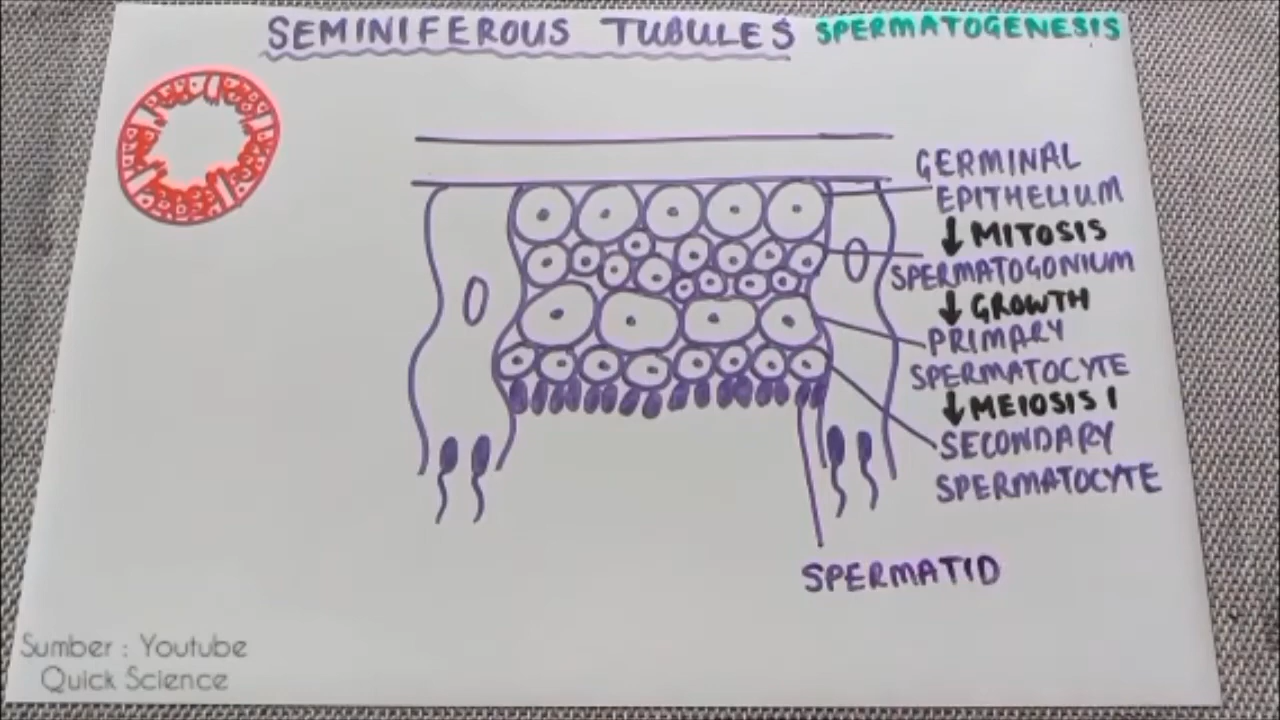 SEMINIFEROUS TUBULES SPERMATOGENESIS
GERMINAL
EPITHELIUM
↓ MITOSIS
SPERMATOGONIUM
↓ GROWTH
PRIMARY
SPERMATOCYTE
↓ MEIOSIS I
SECONDARY
SPERMATOCYTE
SPERMATID
Sumber : Youtube
Quick Science